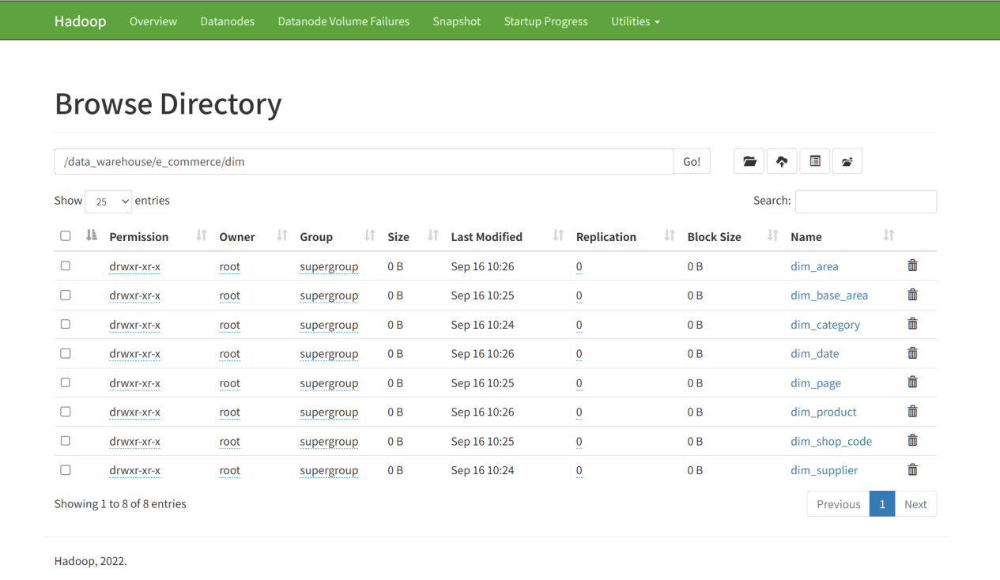 Hadoop Overview Datanodes Datanode Volume Failures Snapshot Startup Progress Utilities
Browse Directory
/data_warehouse/e_commerce/dim Go!
Show 25 entries Search:
Permission Owner Group Size Last Modified Replication Block Size Name
drwxr-xr-x root supergroup 0 B Sep 16 10:26 0 0 B dim_area
drwxr-xr-x root supergroup 0 B Sep 16 10:25 0 0 B dim_base_area
drwxr-xr-x root supergroup 0 B Sep 16 10:24 0 0 B dim_category
drwxr-xr-x root supergroup 0 B Sep 16 10:26 0 0 B dim_date
drwxr-xr-x root supergroup 0 B Sep 16 10:25 0 0 B dim_page
drwxr-xr-x root supergroup 0 B Sep 16 10:26 0 0 B dim_product
drwxr-xr-x root supergroup 0 B Sep 16 10:25 0 0 B dim_shop_code
drwxr-xr-x root supergroup 0 B Sep 16 10:24 0 0 B dim_supplier
Showing 1 to 8 of 8 entries Previous 1 Next
Hadoop, 2022.